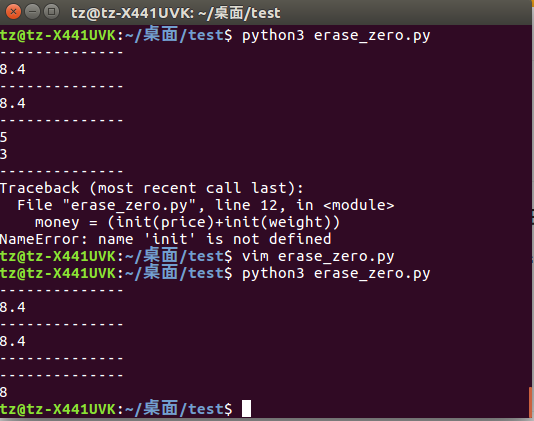 tz@tz-X441UVK: ~/桌面/test
tz@tz-X441UVK:~/桌面/test$ python3 erase_zero.py
--------------
8.4
--------------
8.4
--------------
5
3
--------------
Traceback (most recent call last):
  File "erase_zero.py", line 12, in <module>
    money = (init(price)+init(weight))
NameError: name 'init' is not defined
tz@tz-X441UVK:~/桌面/test$ vim erase_zero.py
tz@tz-X441UVK:~/桌面/test$ python3 erase_zero.py
--------------
8.4
--------------
8.4
--------------
--------------
8
tz@tz-X441UVK:~/桌面/test$